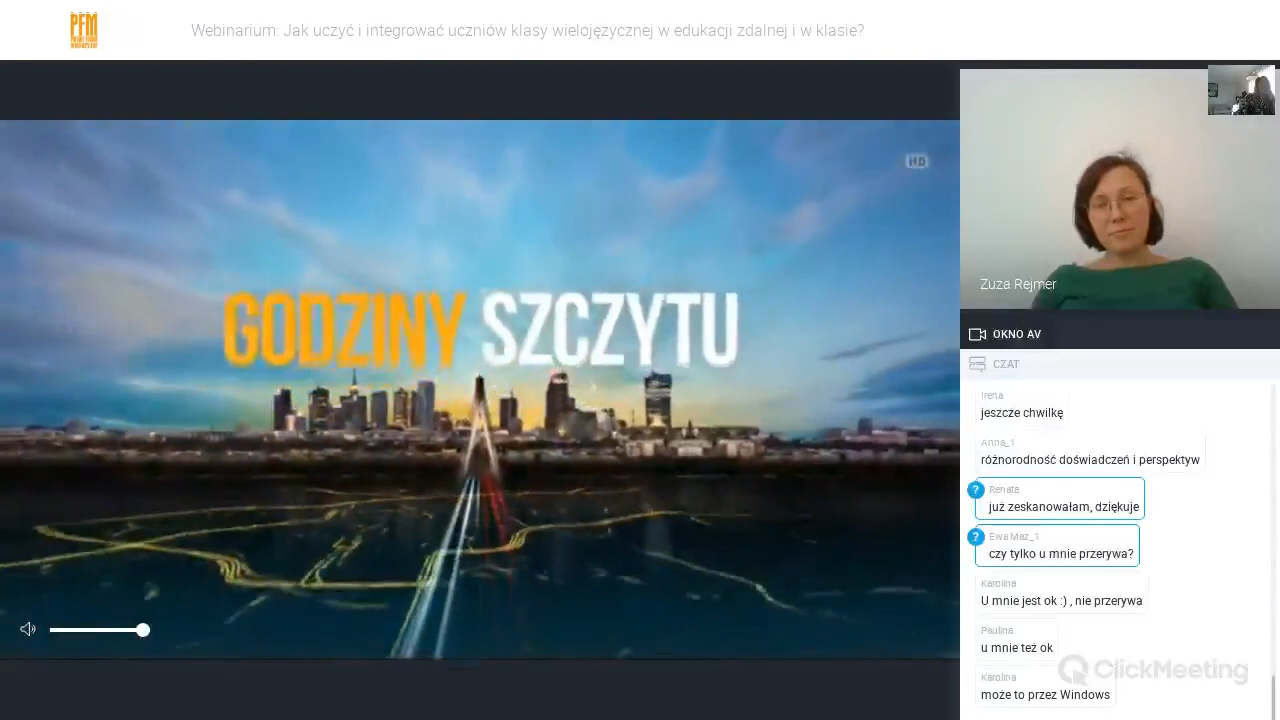 PFM
Webinarium: Jak uczyć i integrować uczniów klasy wielojęzycznej w edukacji zdalnej i w klasie?
HD
GODZINY SZCZYTU
Zuza Rejmer
OKNO AV
CZAT
Irena
jeszcze chwilkę
Anna_1
różnorodność doświadczeń i perspektyw
?
Renata
już zeskanowałam, dziękuje
?
Ewa Maz_1
czy tylko u mnie przerywa?
Karolina
U mnie jest ok :) , nie przerywa
Paulina
u mnie też ok
ClickMeeting
Karolina
może to przez Windows